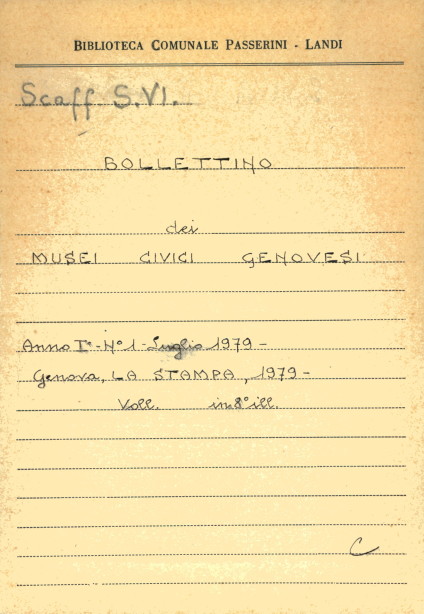 BIBLIOTECA COMUNALE PASSERINI - LANDI
Scaff. S.VI.
BOLLETTINO
dei
MUSEI CIVICI GENOVESI
Anno I°-N°1-Luglio 1979-
Genova, LA STAMPA, 1979-
Voll. in 8° ill.
C